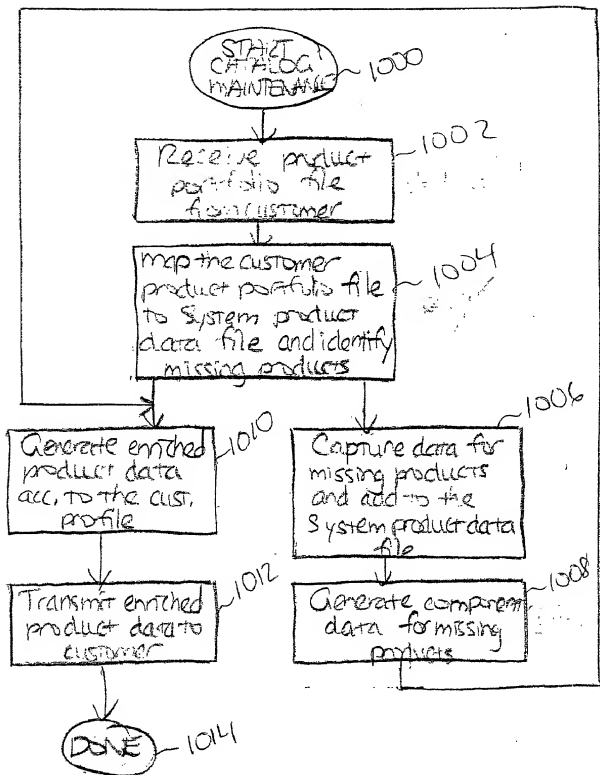 START
CATALOG
MAINTENANCE
1000
Receive product
portfolio file
from customer
1002
map the customer
product portfolio file
to System product
data file and identify
missing products
1004
Generate enriched
product data
acc. to the cust.
profile
1010
Capture data for
missing products
and add to the
System product data
file
1006
Transmit enriched
product data to
customer
1012
Generate component
data for missing
products
1008
DONE
1014